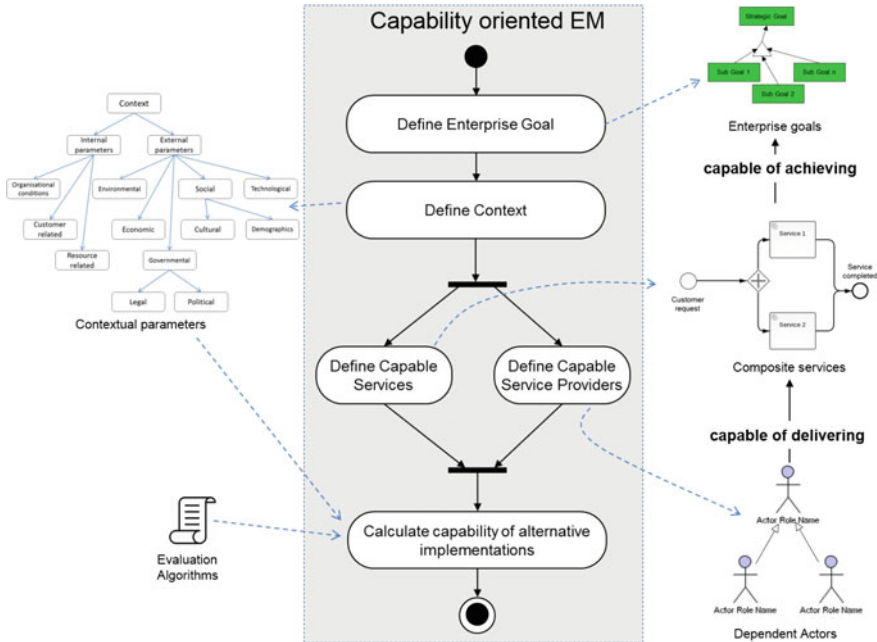 Capability oriented EM
Define Enterprise Goal
Define Context
Define Capable
Services
Define Capable
Service Providers
Calculate capability of alternative
implementations
Context
Internal
parameters
External
parameters
Organisational
conditions
Environmental
Social
Technological
Customer
related
Economic
Cultural
Demographics
Resource
related
Governmental
Legal
Political
Contextual parameters
Evaluation
Algorithms
Strategic Goal
Sub Goal 1
Sub Goal n
Sub Goal 2
Enterprise goals
capable of achieving
Service 1
Customer
request
Service
completed
Service 2
Composite services
capable of delivering
Actor Role Name
Actor Role Name
Actor Role Name
Dependent Actors